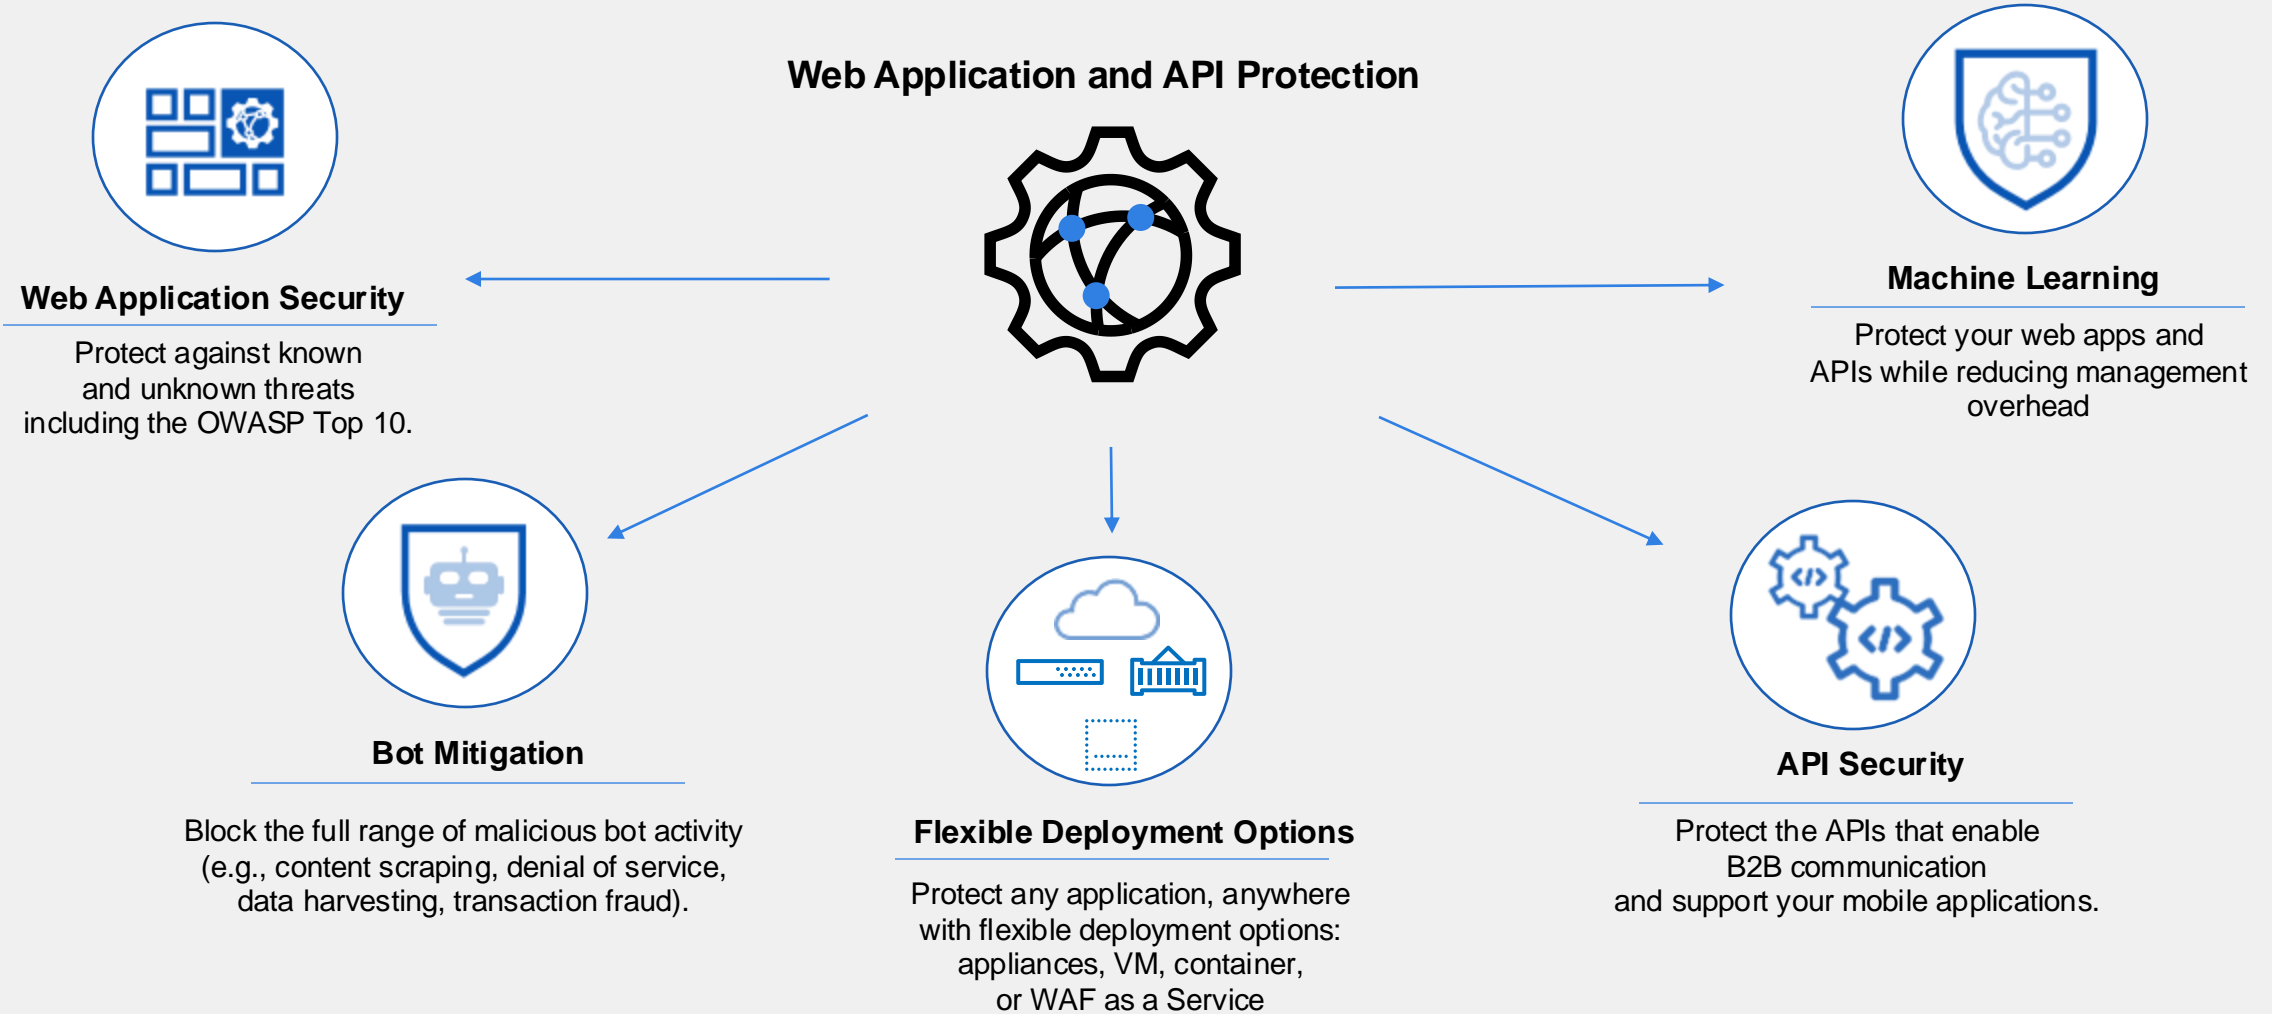 Web Application and API Protection
Web Application Security
Protect against known
and unknown threats
including the OWASP Top 10.
Machine Learning
Protect your web apps and
APIs while reducing management
overhead
Bot Mitigation
Block the full range of malicious bot activity
(e.g., content scraping, denial of service,
data harvesting, transaction fraud).
Flexible Deployment Options
Protect any application, anywhere
with flexible deployment options:
appliances, VM, container,
or WAF as a Service
</>
</>
API Security
Protect the APIs that enable
B2B communication
and support your mobile applications.